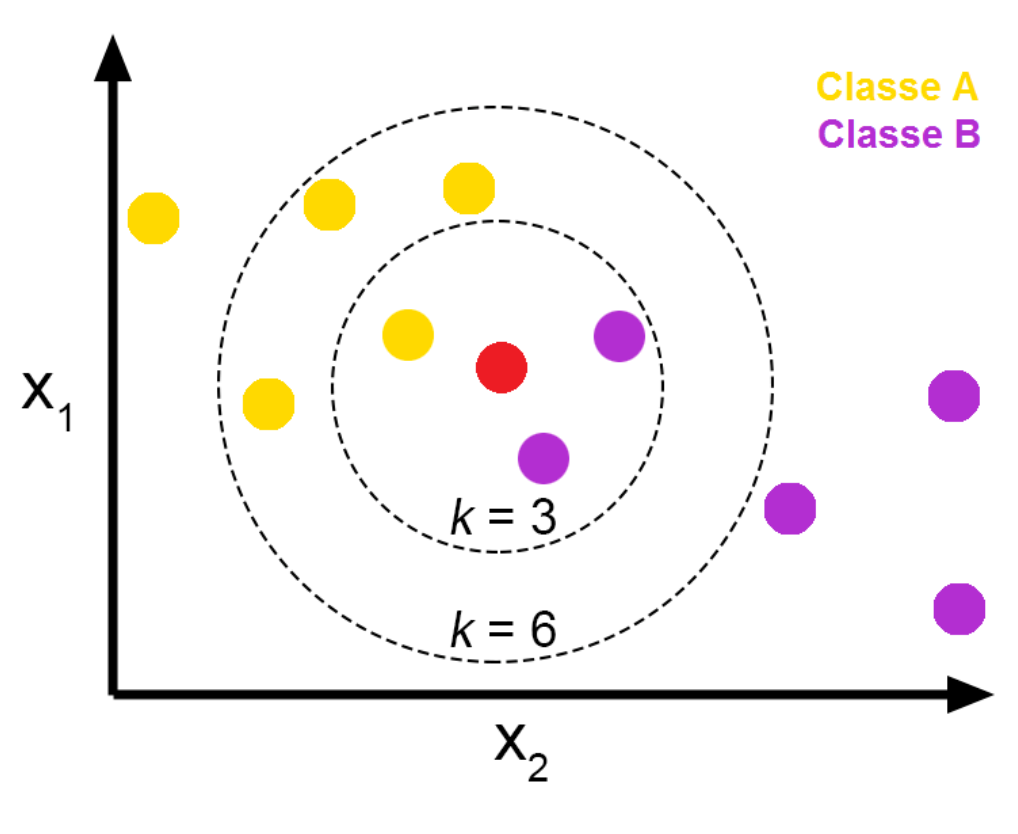 Classe A
Classe B
x₁
k = 3
k = 6
x₂